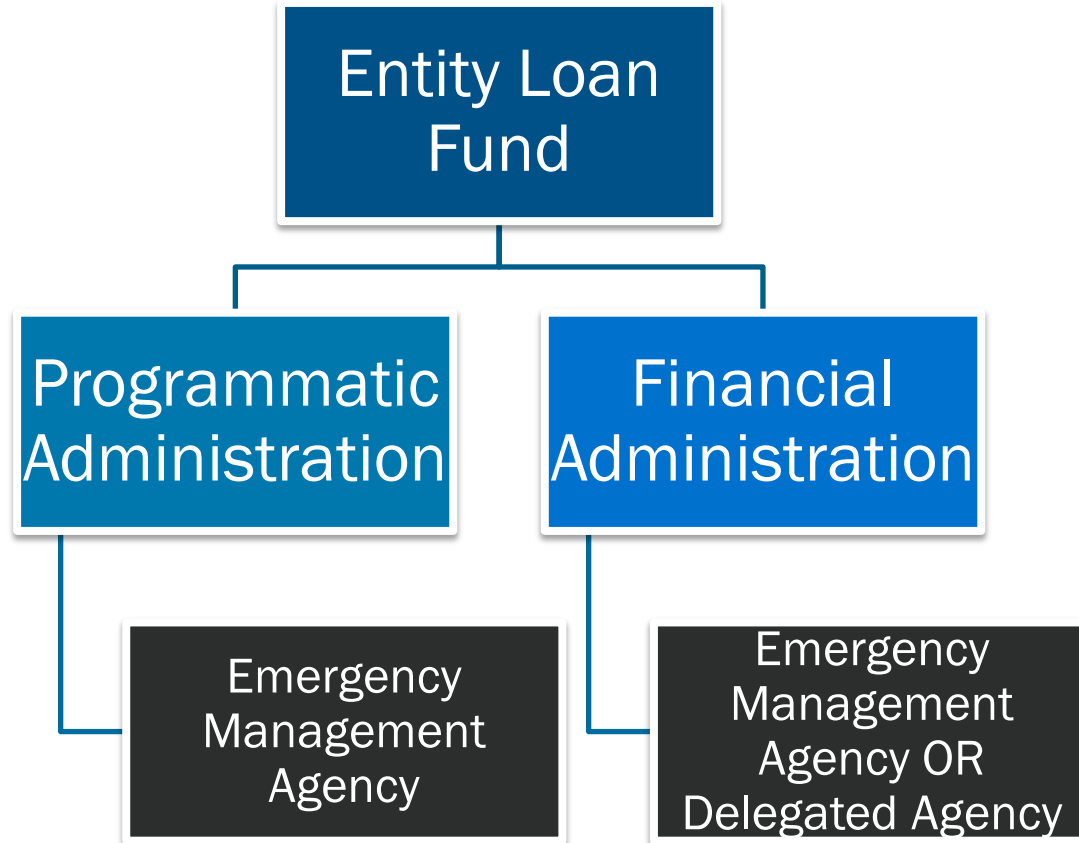 Entity Loan
Fund
Programmatic
Administration
Financial
Administration
Emergency
Management
Agency
Emergency
Management
Agency OR
Delegated Agency